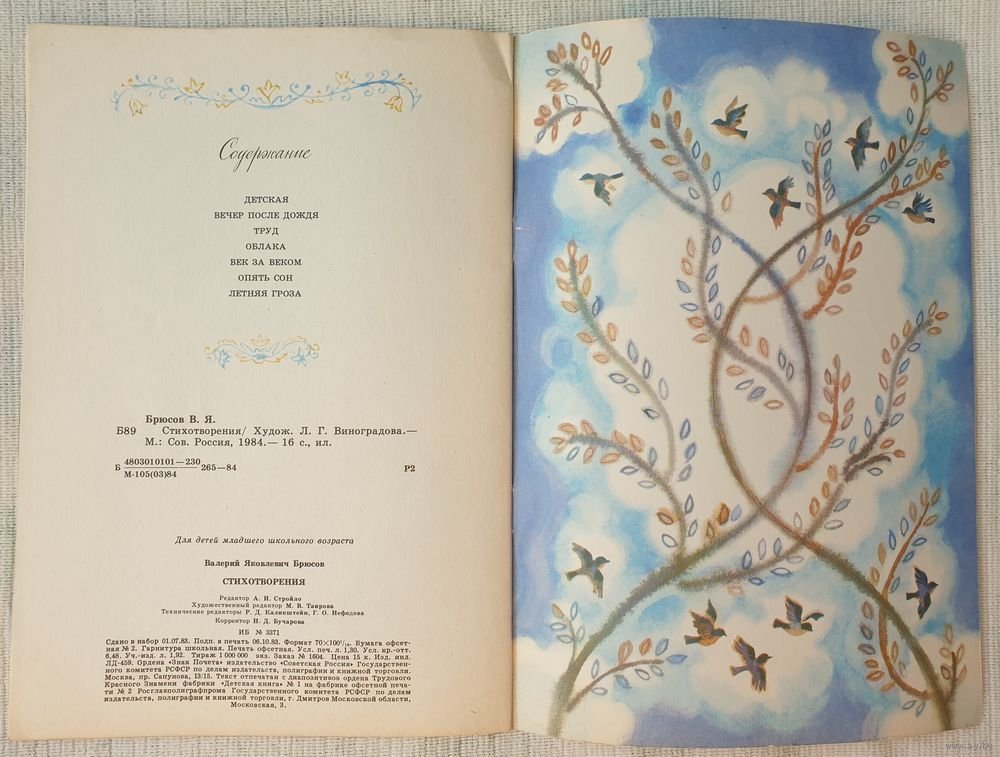 Содержание
ДЕТСКАЯ
ВЕЧЕР ПОСЛЕ ДОЖДЯ
ТРУД
ОБЛАКА
ВЕК ЗА ВЕКОМ
ОПЯТЬ СОН
ЛЕТНЯЯ ГРОЗА
Брюсов В. Я.
Б89 Стихотворения/ Худож. Л. Г. Виноградова.—
М.: Сов. Россия, 1984.— 16 с., ил.
Б 4803010101—230
М-105(03)84 265—84 Р2
Для детей младшего школьного возраста
Валерий Яковлевич Брюсов
СТИХОТВОРЕНИЯ
Редактор А. И. Стройло
Художественный редактор М. В. Таирова
Технические редакторы Р. Д. Каликштейн, Г. О. Нефедова
Корректор Н. Д. Бучарова
ИБ № 3371
Сдано в набор 01.07.83. Подп. в печать 06.10.83. Формат 70×100¹/₁₆. Бумага офсет-
ная № 2. Гарнитура школьная. Печать офсетная. Усл. печ. л. 1,30. Усл. кр.-отт.
6,48. Уч.-изд. л. 1,92. Тираж 1 000 000 экз. Заказ № 1604. Цена 15 к. Изд. инд.
ЛД-459. Ордена «Знак Почета» издательство «Советская Россия» Государствен-
ного комитета РСФСР по делам издательств, полиграфии и книжной торговли.
Москва, пр. Сапунова, 13/15. Текст отпечатан с диапозитивов ордена Трудового
Красного Знамени фабрики «Детская книга» № 1 на фабрике офсетной печа-
ти № 2 Росглавполиграфпрома Государственного комитета РСФСР по делам
издательств, полиграфии и книжной торговли, г. Дмитров Московской области,
Московская, 3.
www.ay.by